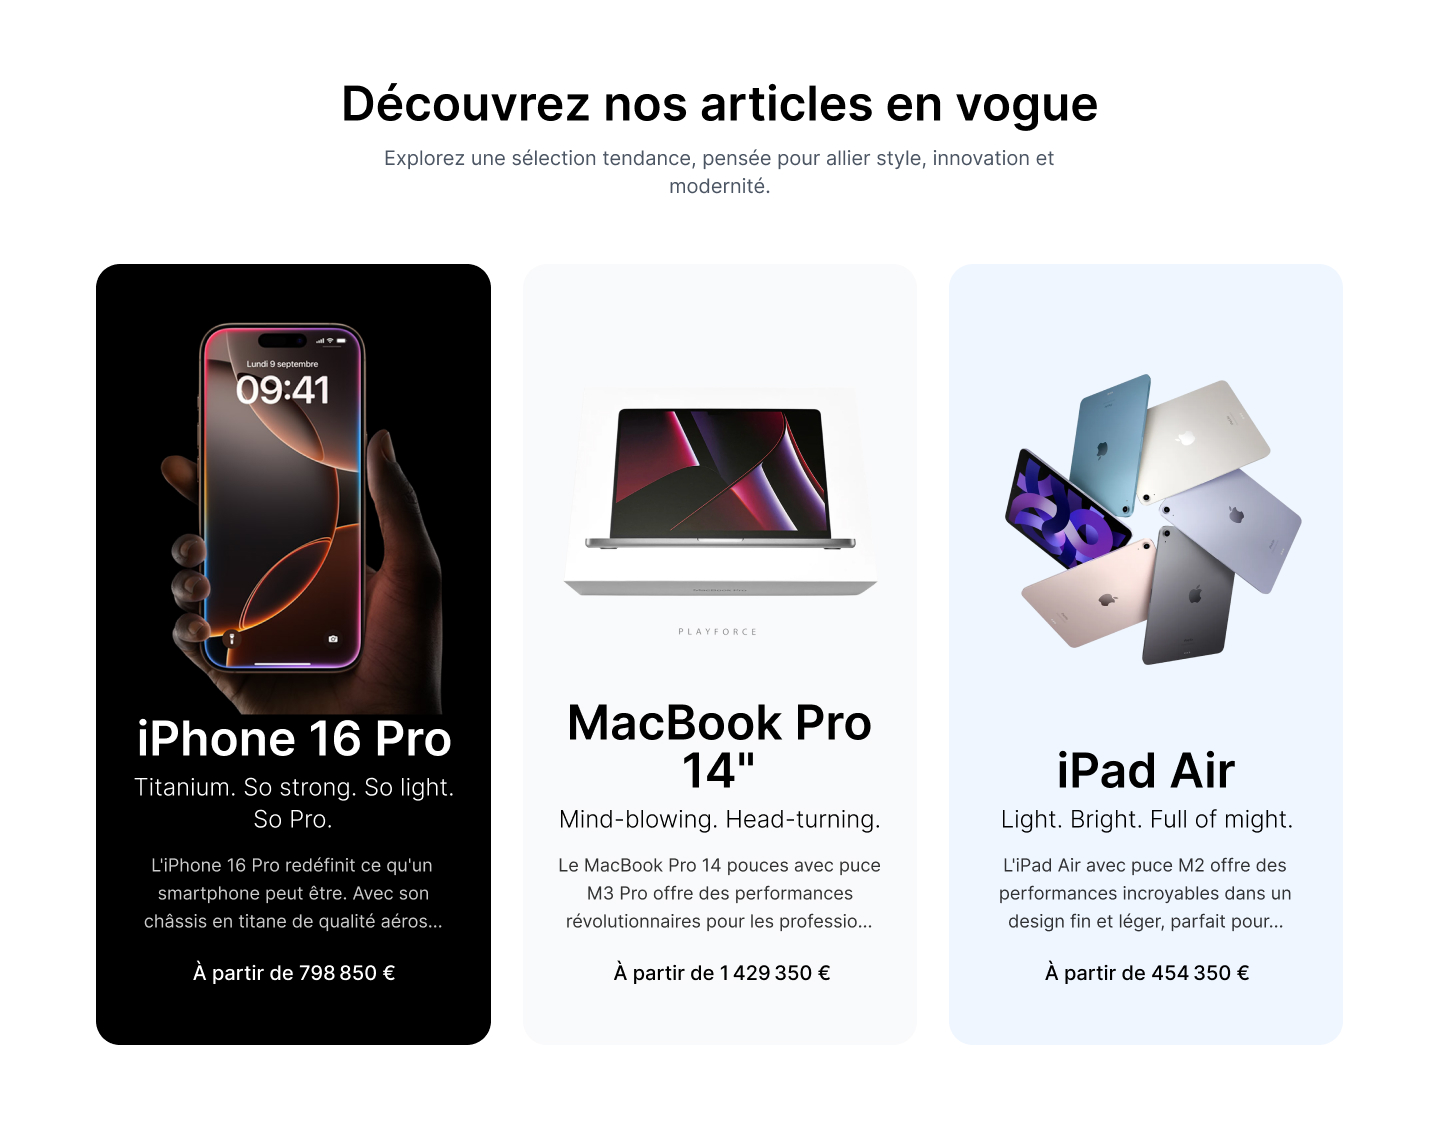 Découvrez nos articles en vogue
Explorez une sélection tendance, pensée pour allier style, innovation et
modernité.
Lundi 9 septembre
09:41
iPhone 16 Pro
Titanium. So strong. So light.
So Pro.
L'iPhone 16 Pro redéfinit ce qu'un
smartphone peut être. Avec son
châssis en titane de qualité aéros...
À partir de 798 850 €
MacBook Pro
PLAYFORCE
MacBook Pro
14"
Mind-blowing. Head-turning.
Le MacBook Pro 14 pouces avec puce
M3 Pro offre des performances
révolutionnaires pour les professio...
À partir de 1 429 350 €
iPad Air
Light. Bright. Full of might.
L'iPad Air avec puce M2 offre des
performances incroyables dans un
design fin et léger, parfait pour...
À partir de 454 350 €